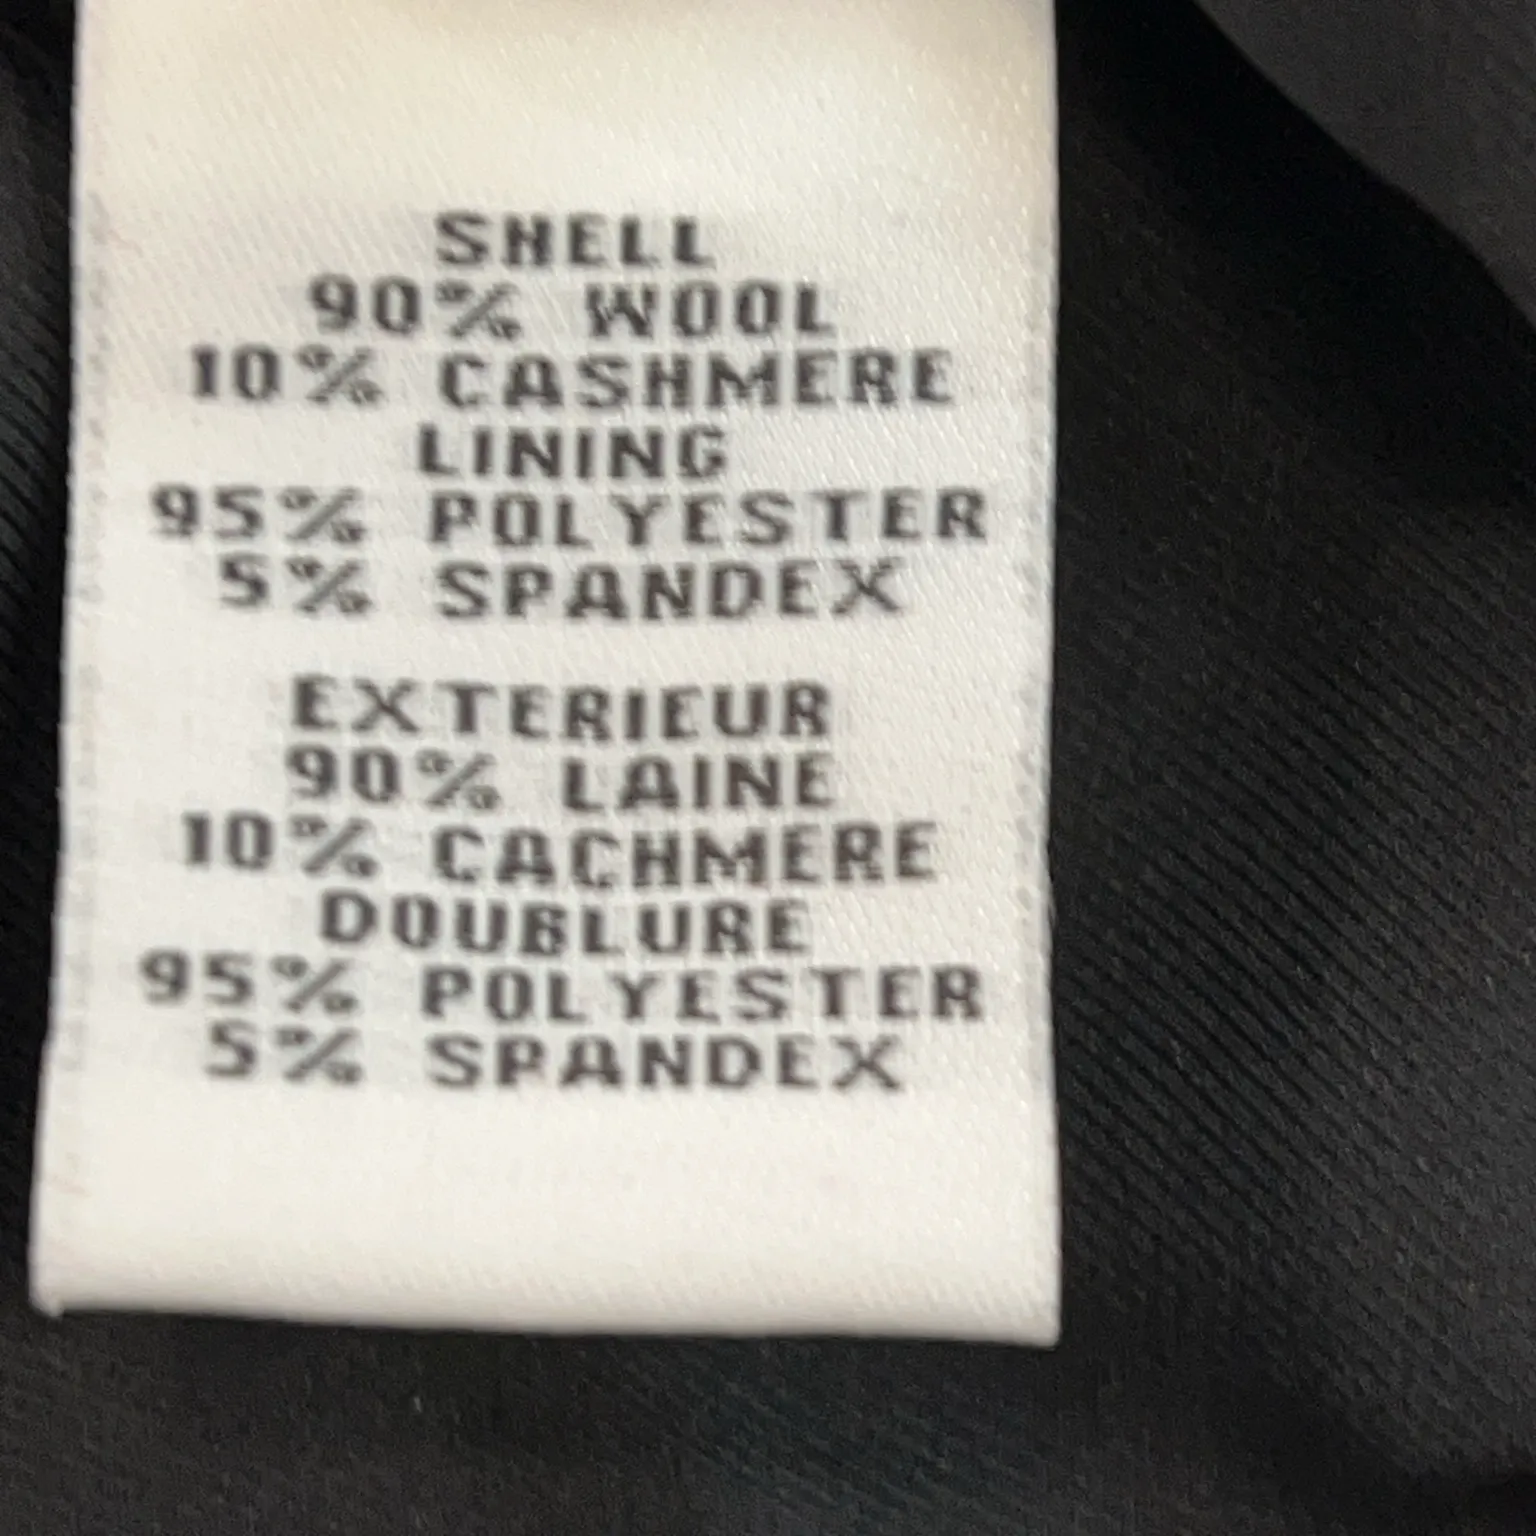 SHELL
90% WOOL
10% CASHMERE
LINING
95% POLYESTER
5% SPANDEX
EXTERIEUR
90% LAINE
10% CACHMERE
DOUBLURE
95% POLYESTER
5% SPANDEX